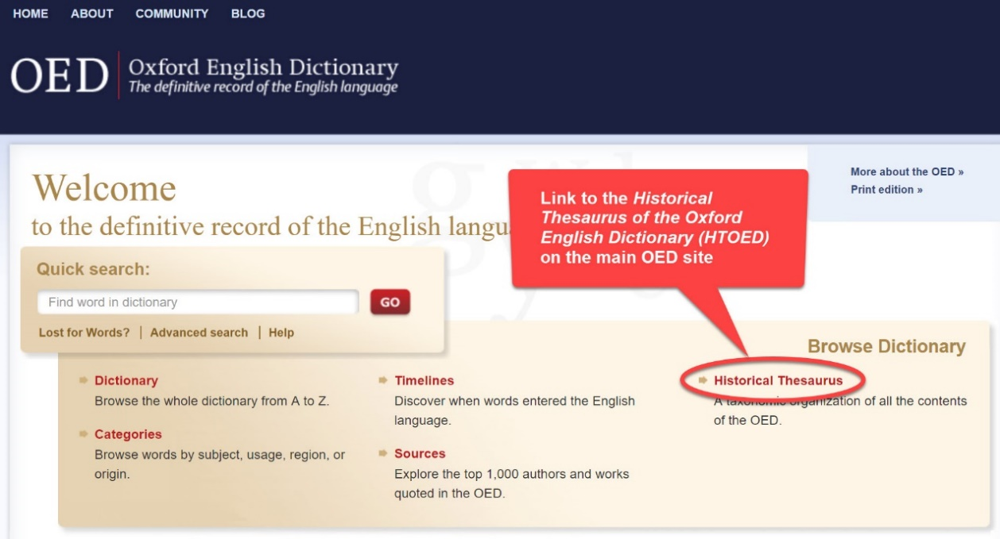 HOME ABOUT COMMUNITY BLOG
OED
Oxford English Dictionary
The definitive record of the English language
Welcome
to the definitive record of the English langu
Link to the Historical
Thesaurus of the Oxford
English Dictionary (HTOED)
on the main OED site
More about the OED »
Print edition »
Quick search:
Find word in dictionary
GO
Lost for Words? | Advanced search | Help
Browse Dictionary
Dictionary
Browse the whole dictionary from A to Z.
Categories
Browse words by subject, usage, region, or
origin.
Timelines
Discover when words entered the English
language.
Sources
Explore the top 1,000 authors and works
quoted in the OED.
Historical Thesaurus
A taxonomic organization of all the contents
of the OED.